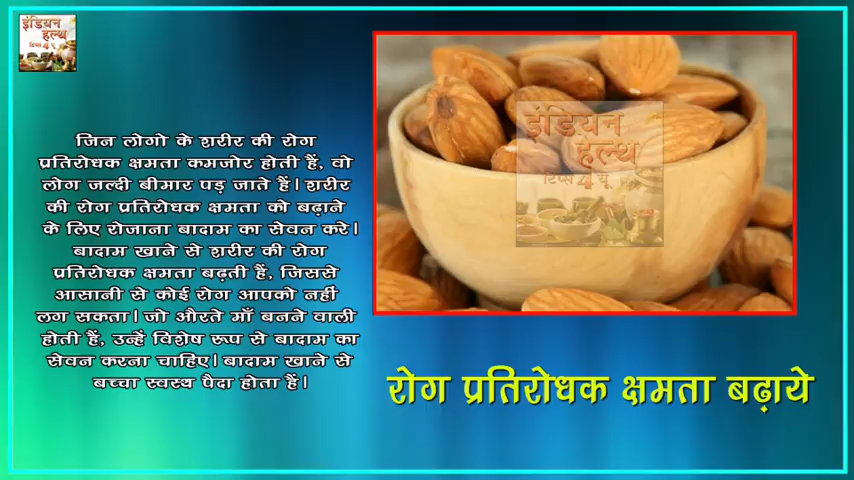 इंडियन
हेल्थ
टिप्स 4 यू
जिन लोगो के शरीर की रोग
प्रतिरोधक क्षमता कमजोर होती हैं, वो
लोग जल्दी बीमार पड़ जाते हैं। शरीर
की रोग प्रतिरोधक क्षमता को बढ़ाने
के लिए रोजाना बादाम का सेवन करे।
बादाम खाने से शरीर की रोग
प्रतिरोधक क्षमता बढ़ती हैं, जिससे
आसानी से कोई रोग आपको नहीं
लग सकता। जो औरते माँ बनने वाली
होती हैं, उन्हें विशेष रूप से बादाम का
सेवन करना चाहिए। बादाम खाने से
बच्चा स्वस्थ पैदा होता हैं।
इंडियन
हेल्थ
टिप्स 4 यू
रोग प्रतिरोधक क्षमता बढ़ाये